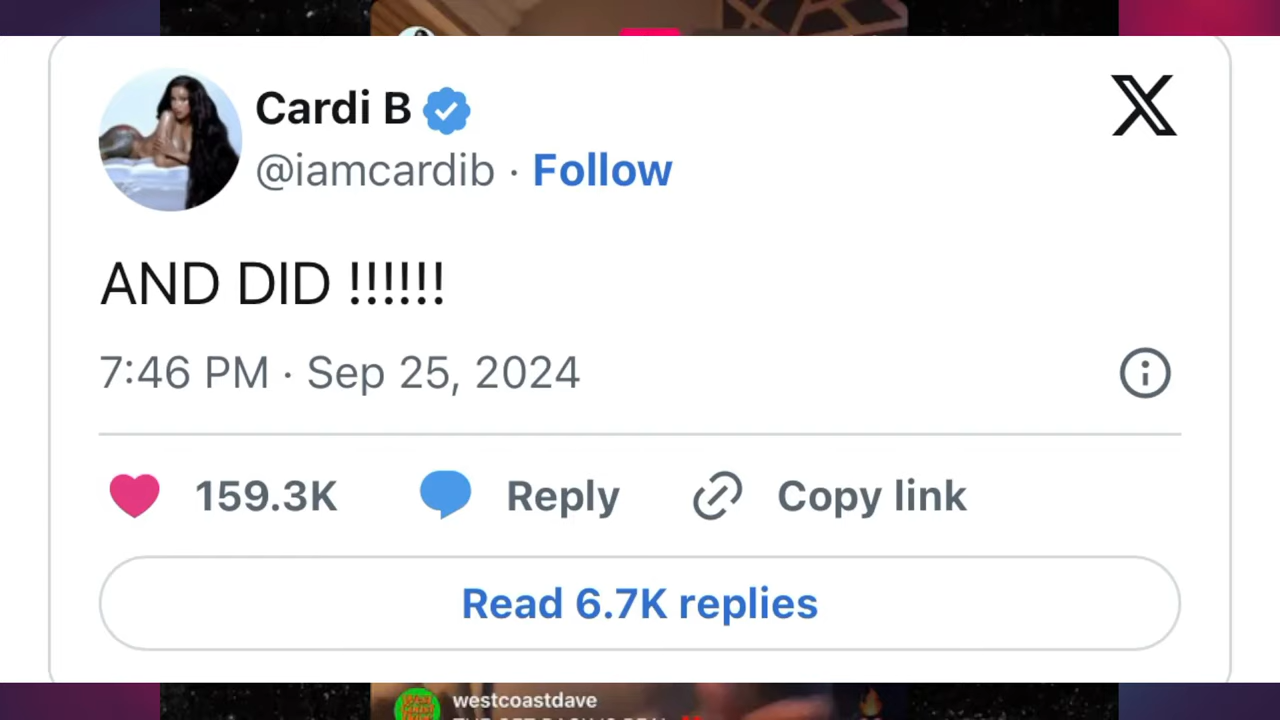 Cardi B
@iamcardib · Follow
AND DID !!!!!!
7:46 PM · Sep 25, 2024
159.3K Reply Copy link
Read 6.7K replies
westcoastdave